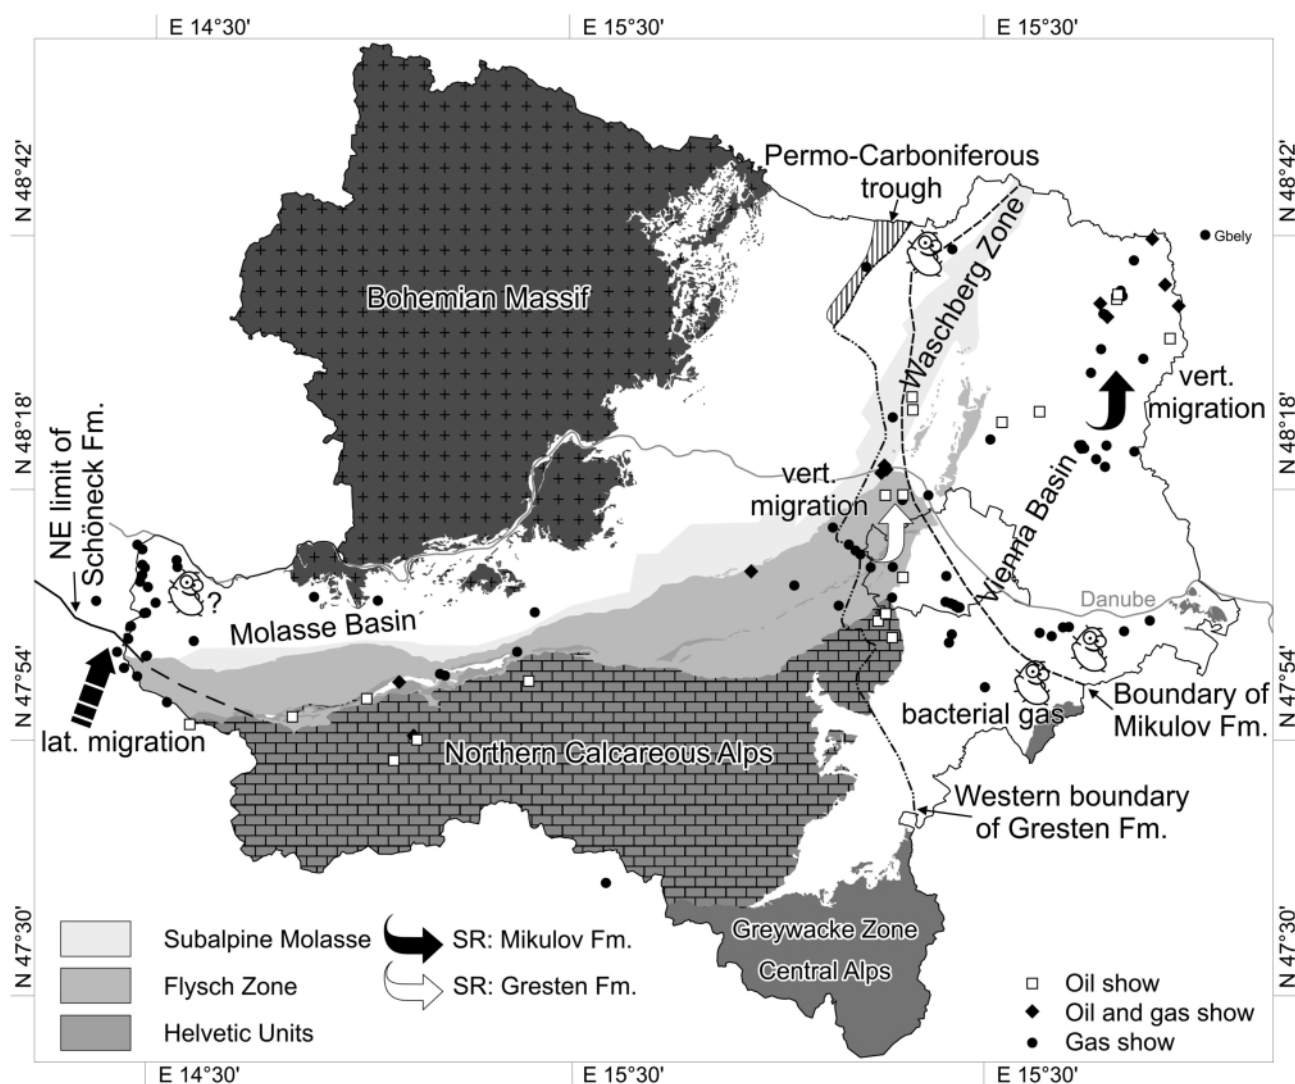 E 14°30'
E 15°30'
E 15°30'
N 48°42'
N 48°42'
Permo-Carboniferous
trough
Gbely
Waschberg Zone
Bohemian Massif
vert.
migration
N 48°18'
N 48°18'
NE limit of
Schöneck Fm.
vert.
migration
Vienna Basin
?
Danube
Molasse Basin
N 47°54'
N 47°54'
lat. migration
bacterial gas
Boundary of
Mikulov Fm.
Northern Calcareous Alps
Western boundary
of Gresten Fm.
N 47°30'
N 47°30'
Greywacke Zone
Central Alps
Subalpine Molasse
SR: Mikulov Fm.
Flysch Zone
SR: Gresten Fm.
Helvetic Units
Oil show
Oil and gas show
Gas show
E 14°30'
E 15°30'
E 15°30'